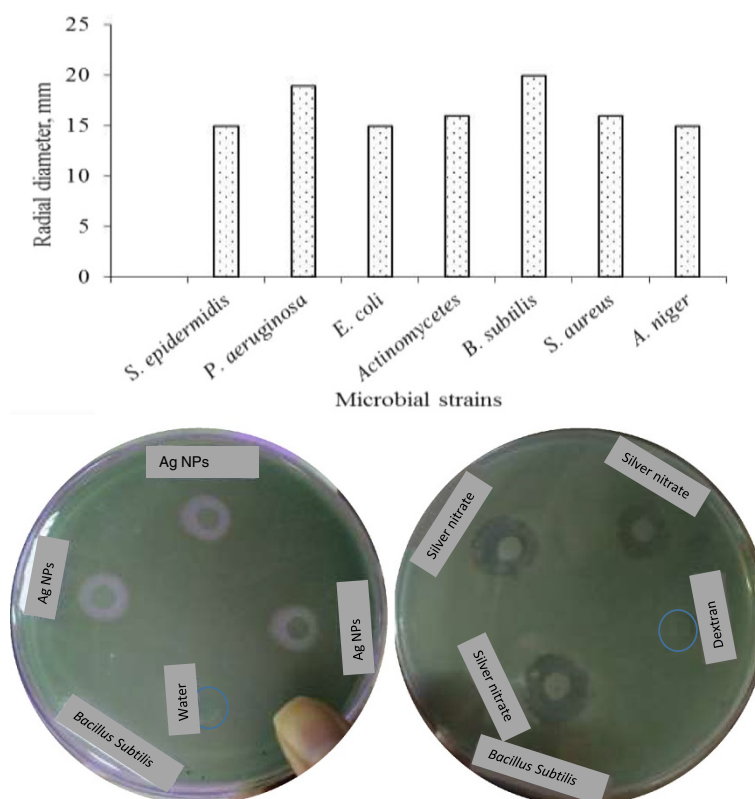 25
20
15
10
5
0
Radial diameter, mm
S. epidermidis
P. aeruginosa
E. coli
Actinomycetes
B. subtilis
S. aureus
A. niger
Microbial strains
Ag NPs
Ag NPs
Ag NPs
Water
Bacillus Subtilis
Silver nitrate
Silver nitrate
Dextran
Silver nitrate
Bacillus Subtilis